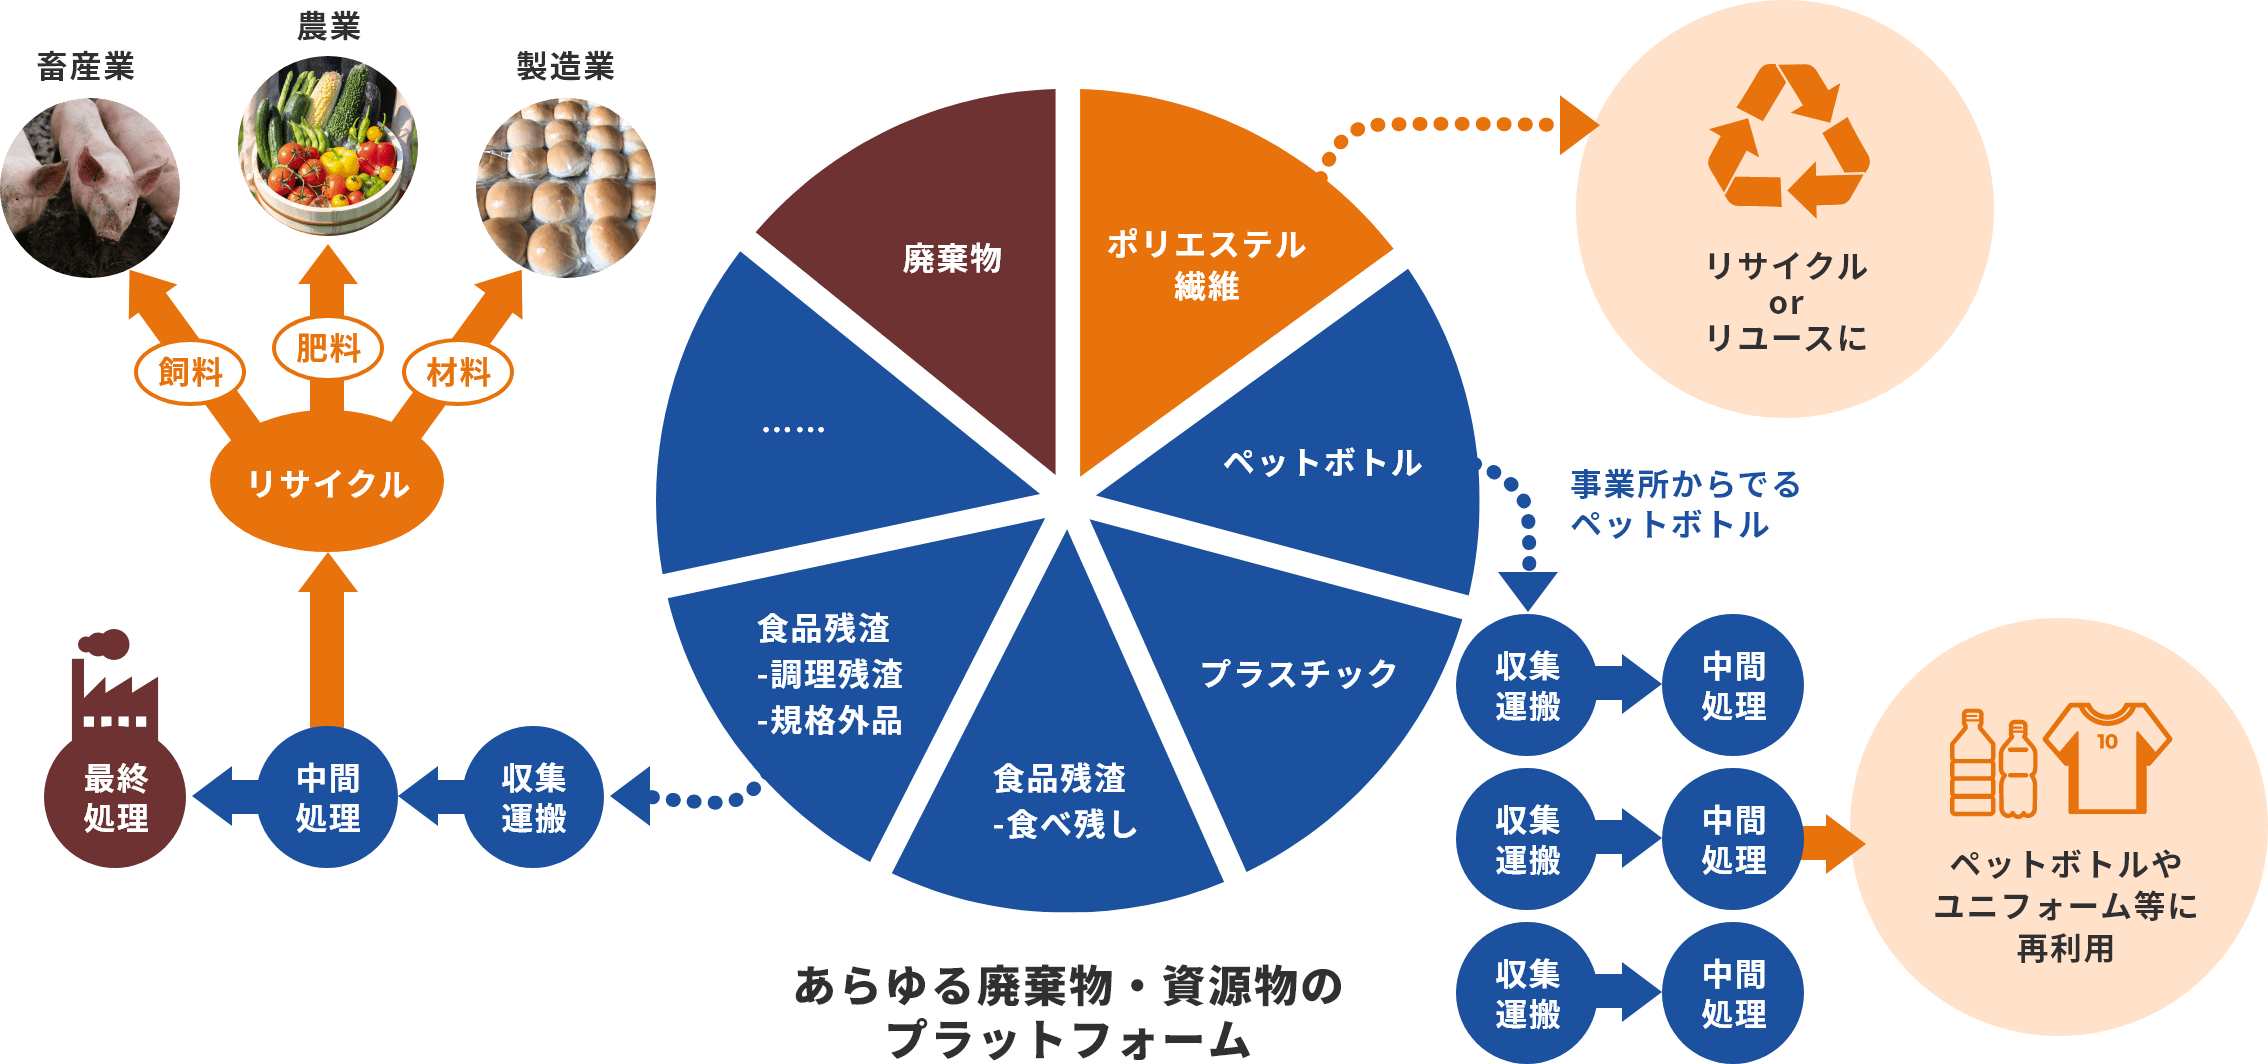 農業
畜産業
製造業
飼料
肥料
材料
リサイクル
最終
処理
中間
処理
収集
運搬
廃棄物
ポリエステル
繊維
……
ペットボトル
食品残渣
-調理残渣
-規格外品
プラスチック
食品残渣
-食べ残し
あらゆる廃棄物・資源物の
プラットフォーム
リサイクル
or
リユースに
事業所からでる
ペットボトル
収集
運搬
中間
処理
収集
運搬
中間
処理
収集
運搬
中間
処理
10
ペットボトルや
ユニフォーム等に
再利用